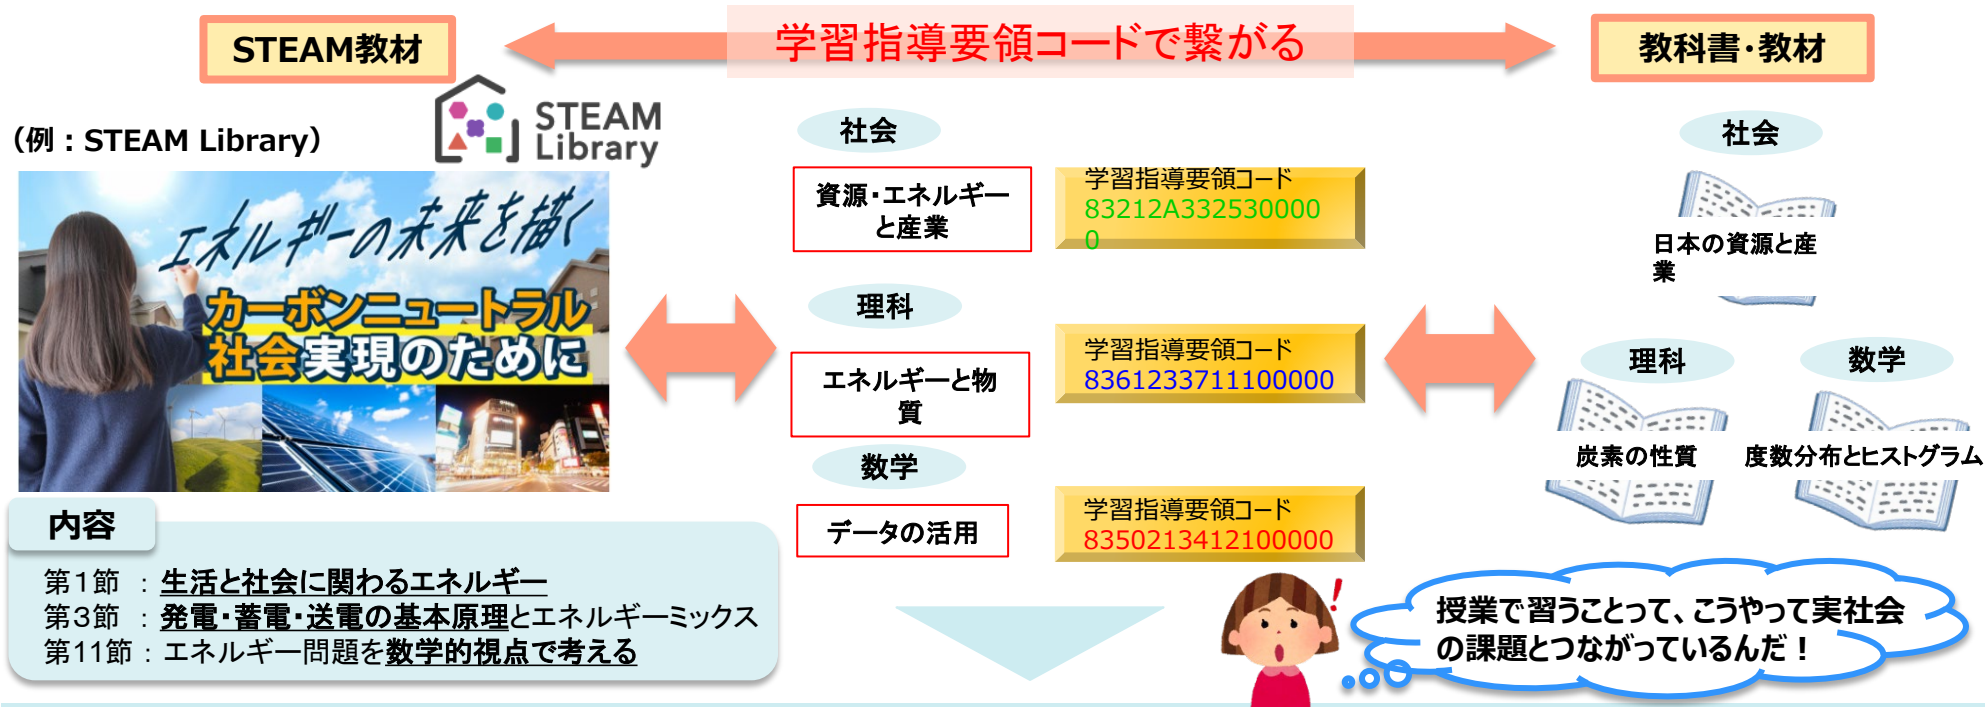 STEAM教材
学習指導要領コードで繋がる
教科書・教材
（例：STEAM Library）
STEAM
Library
エネルギーの未来を描く
カーボンニュートラル
社会実現のために
内容
第1節 ：生活と社会に関わるエネルギー
第3節 ：発電・蓄電・送電の基本原理とエネルギーミックス
第11節：エネルギー問題を数学的視点で考える
社会
資源・エネルギー
と産業
学習指導要領コード
83212A332530000
0
理科
エネルギーと物
質
学習指導要領コード
8361233711100000
数学
データの活用
学習指導要領コード
8350213412100000
社会
日本の資源と産
業
理科
炭素の性質
数学
度数分布とヒストグラム
授業で習うことって、こうやって実社会
の課題とつながっているんだ！